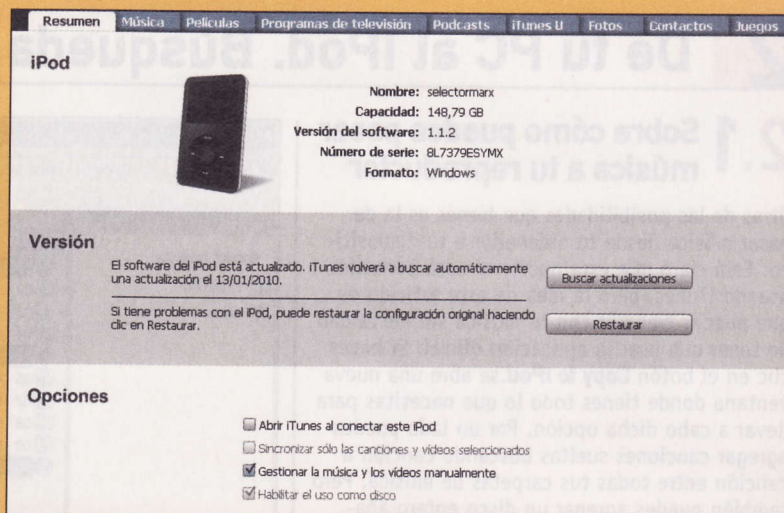 Resumen Música Películas Programas de televisión Podcasts iTunes U Fotos Contactos Juegos
iPod
Nombre: selectormarx
Capacidad: 148,79 GB
Versión del software: 1.1.2
Número de serie: 8L7379ESYMX
Formato: Windows
Versión
El software del iPod está actualizado. iTunes volverá a buscar automáticamente
una actualización el 13/01/2010.
Buscar actualizaciones
Si tiene problemas con el iPod, puede restaurar la configuración original haciendo
clic en Restaurar.
Restaurar
Opciones
Abrir iTunes al conectar este iPod
Sincronizar sólo las canciones y vídeos seleccionados
Gestionar la música y los vídeos manualmente
Habilitar el uso como disco